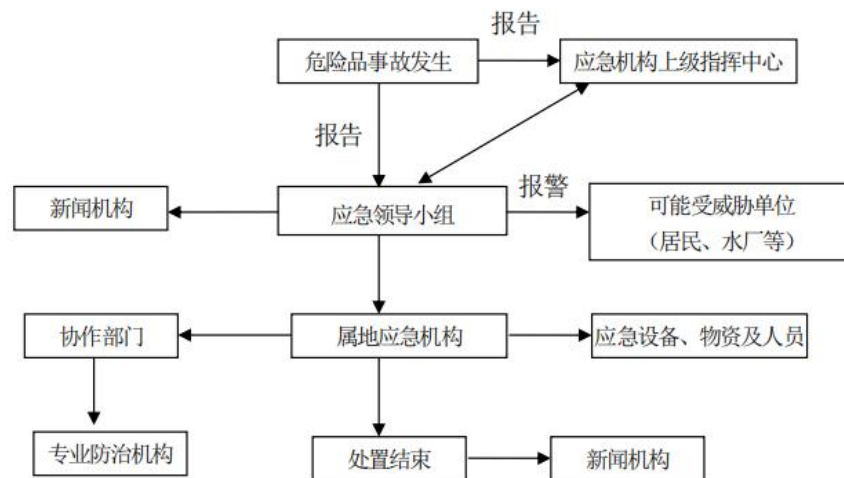 报告
危险品事故发生
应急机构上级指挥中心
报告
报警
新闻机构
应急领导小组
可能受威胁单位
（居民、水厂等）
协作部门
属地应急机构
应急设备、物资及人员
专业防治机构
处置结束
新闻机构